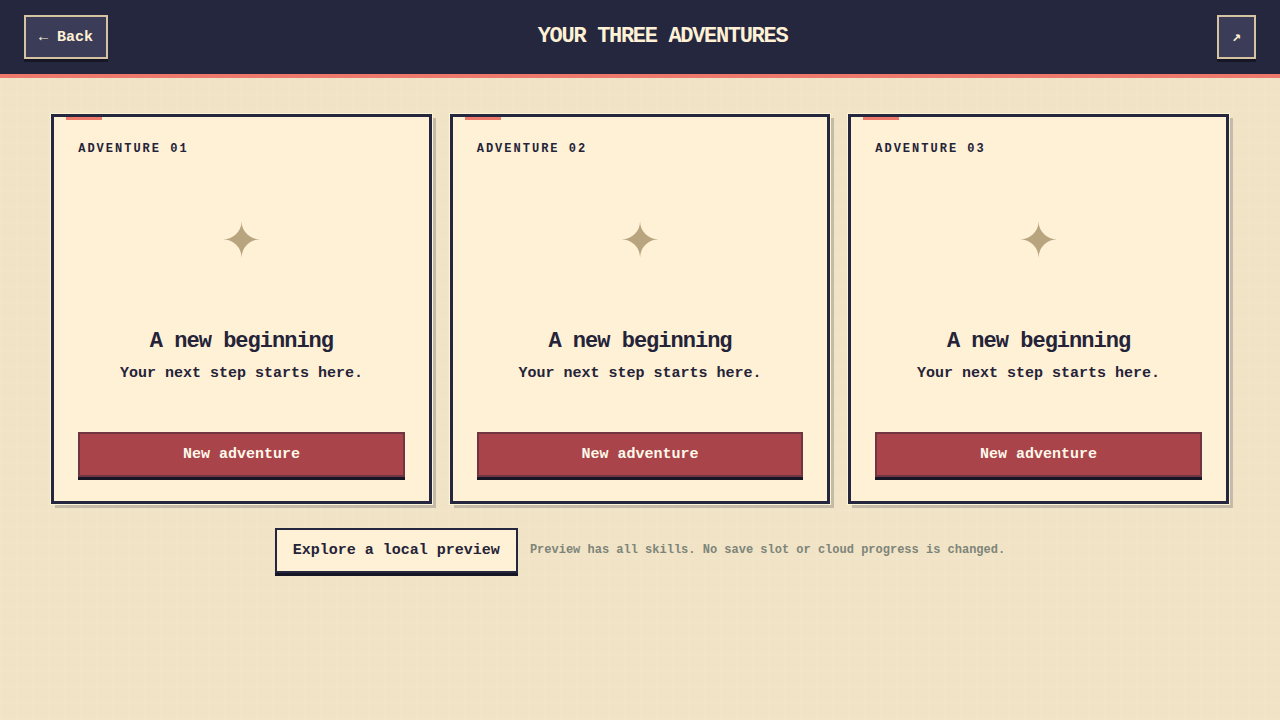 ← Back
YOUR THREE ADVENTURES
↗
ADVENTURE 01
A new beginning
Your next step starts here.
New adventure
ADVENTURE 02
A new beginning
Your next step starts here.
New adventure
ADVENTURE 03
A new beginning
Your next step starts here.
New adventure
Explore a local preview
Preview has all skills. No save slot or cloud progress is changed.